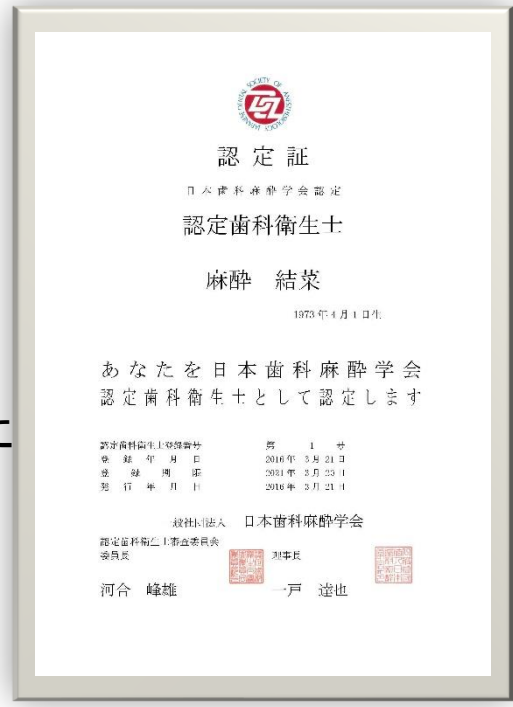 認定証
日本歯科麻酔学会認定
認定歯科衛生士
麻酔 結菜
1973年4月1日生
あなたを日本歯科麻酔学会
認定歯科衛生士として認定します
認定歯科衛生士登録番号 第 1 号
登録年月日 2016年 3月 21日
登録期限 2021年 3月
発行年月日 2016年 3月 21日
一般社団法人 日本歯科麻酔学会
認定歯科衛生士審査委員会
委員長 理事長
河合 峰雄 一戸 達也